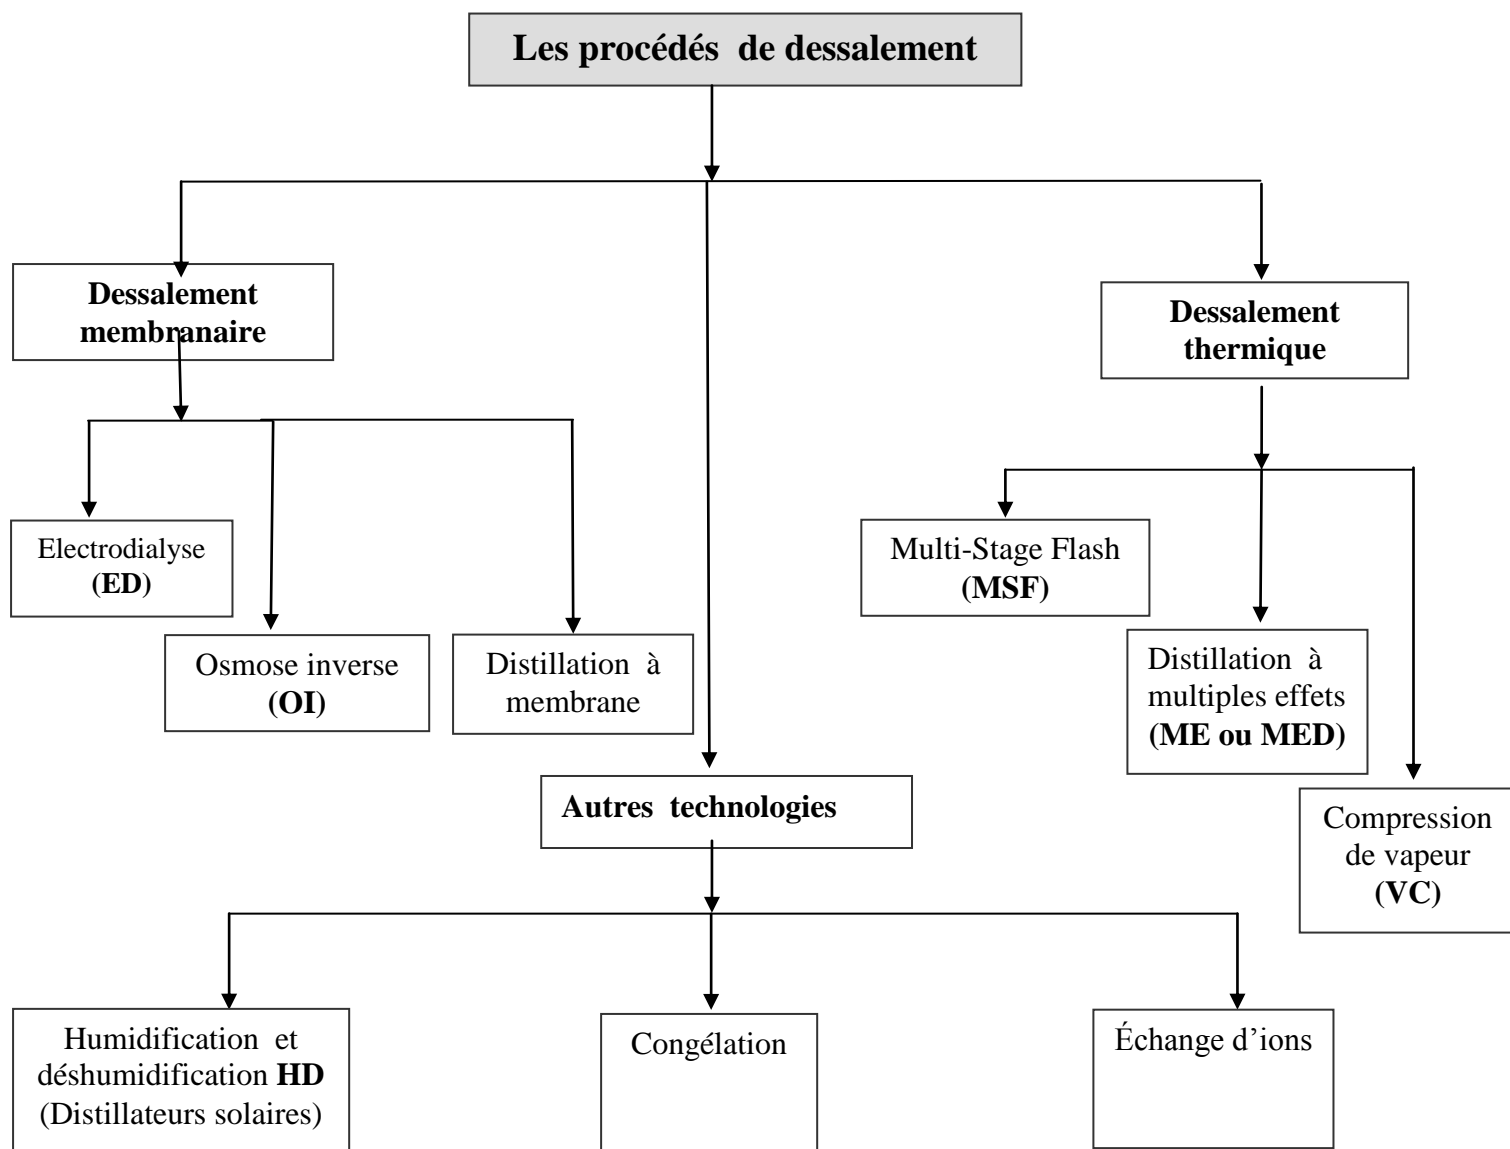 Les procédés de dessalement
Dessalement
membranaire
Dessalement
thermique
Electrodialyse
(ED)
Osmose inverse
(OI)
Distillation à
membrane
Multi-Stage Flash
(MSF)
Distillation à
multiples effets
(ME ou MED)
Compression
de vapeur
(VC)
Autres technologies
Humidification et
déshumidification HD
(Distillateurs solaires)
Congélation
Échange d’ions